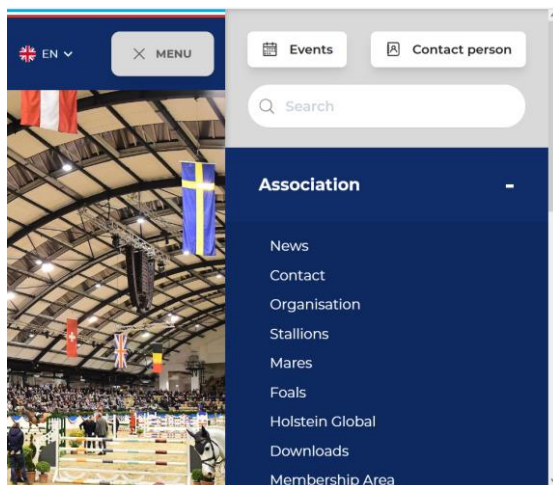 EN
MENU
Events
Contact person
Search
Association
News
Contact
Organisation
Stallions
Mares
Foals
Holstein Global
Downloads
Membership Area